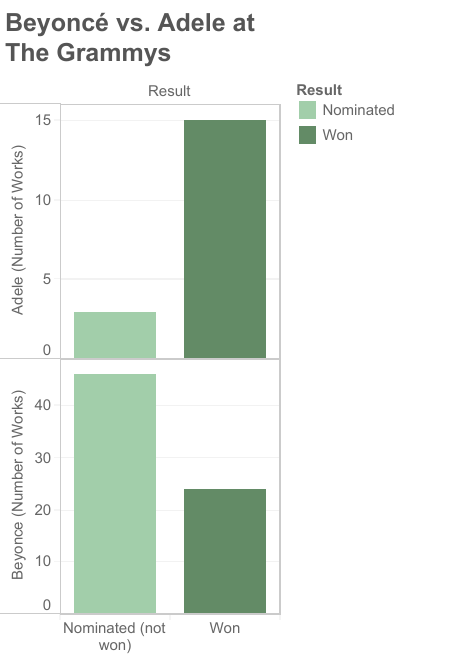 Beyoncé vs. Adele at
The Grammys
Result
Result
Nominated
Won
Adele (Number of Works)
15
10
5
0
Beyonce (Number of Works)
40
30
20
10
0
Nominated (not
won)
Won